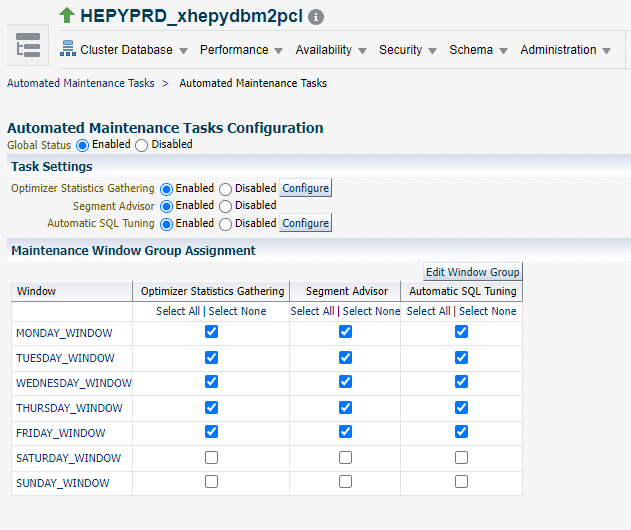 HEPYPRD_xhepydbm2pcl
Cluster Database Performance Availability Security Schema Administration
Automated Maintenance Tasks > Automated Maintenance Tasks
Automated Maintenance Tasks Configuration
Global Status Enabled Disabled
Task Settings
Optimizer Statistics Gathering Enabled Disabled Configure
Segment Advisor Enabled Disabled
Automatic SQL Tuning Enabled Disabled Configure
Maintenance Window Group Assignment
Edit Window Group
Window Optimizer Statistics Gathering Segment Advisor Automatic SQL Tuning
Select All | Select None Select All | Select None Select All | Select None
MONDAY_WINDOW
TUESDAY_WINDOW
WEDNESDAY_WINDOW
THURSDAY_WINDOW
FRIDAY_WINDOW
SATURDAY_WINDOW
SUNDAY_WINDOW